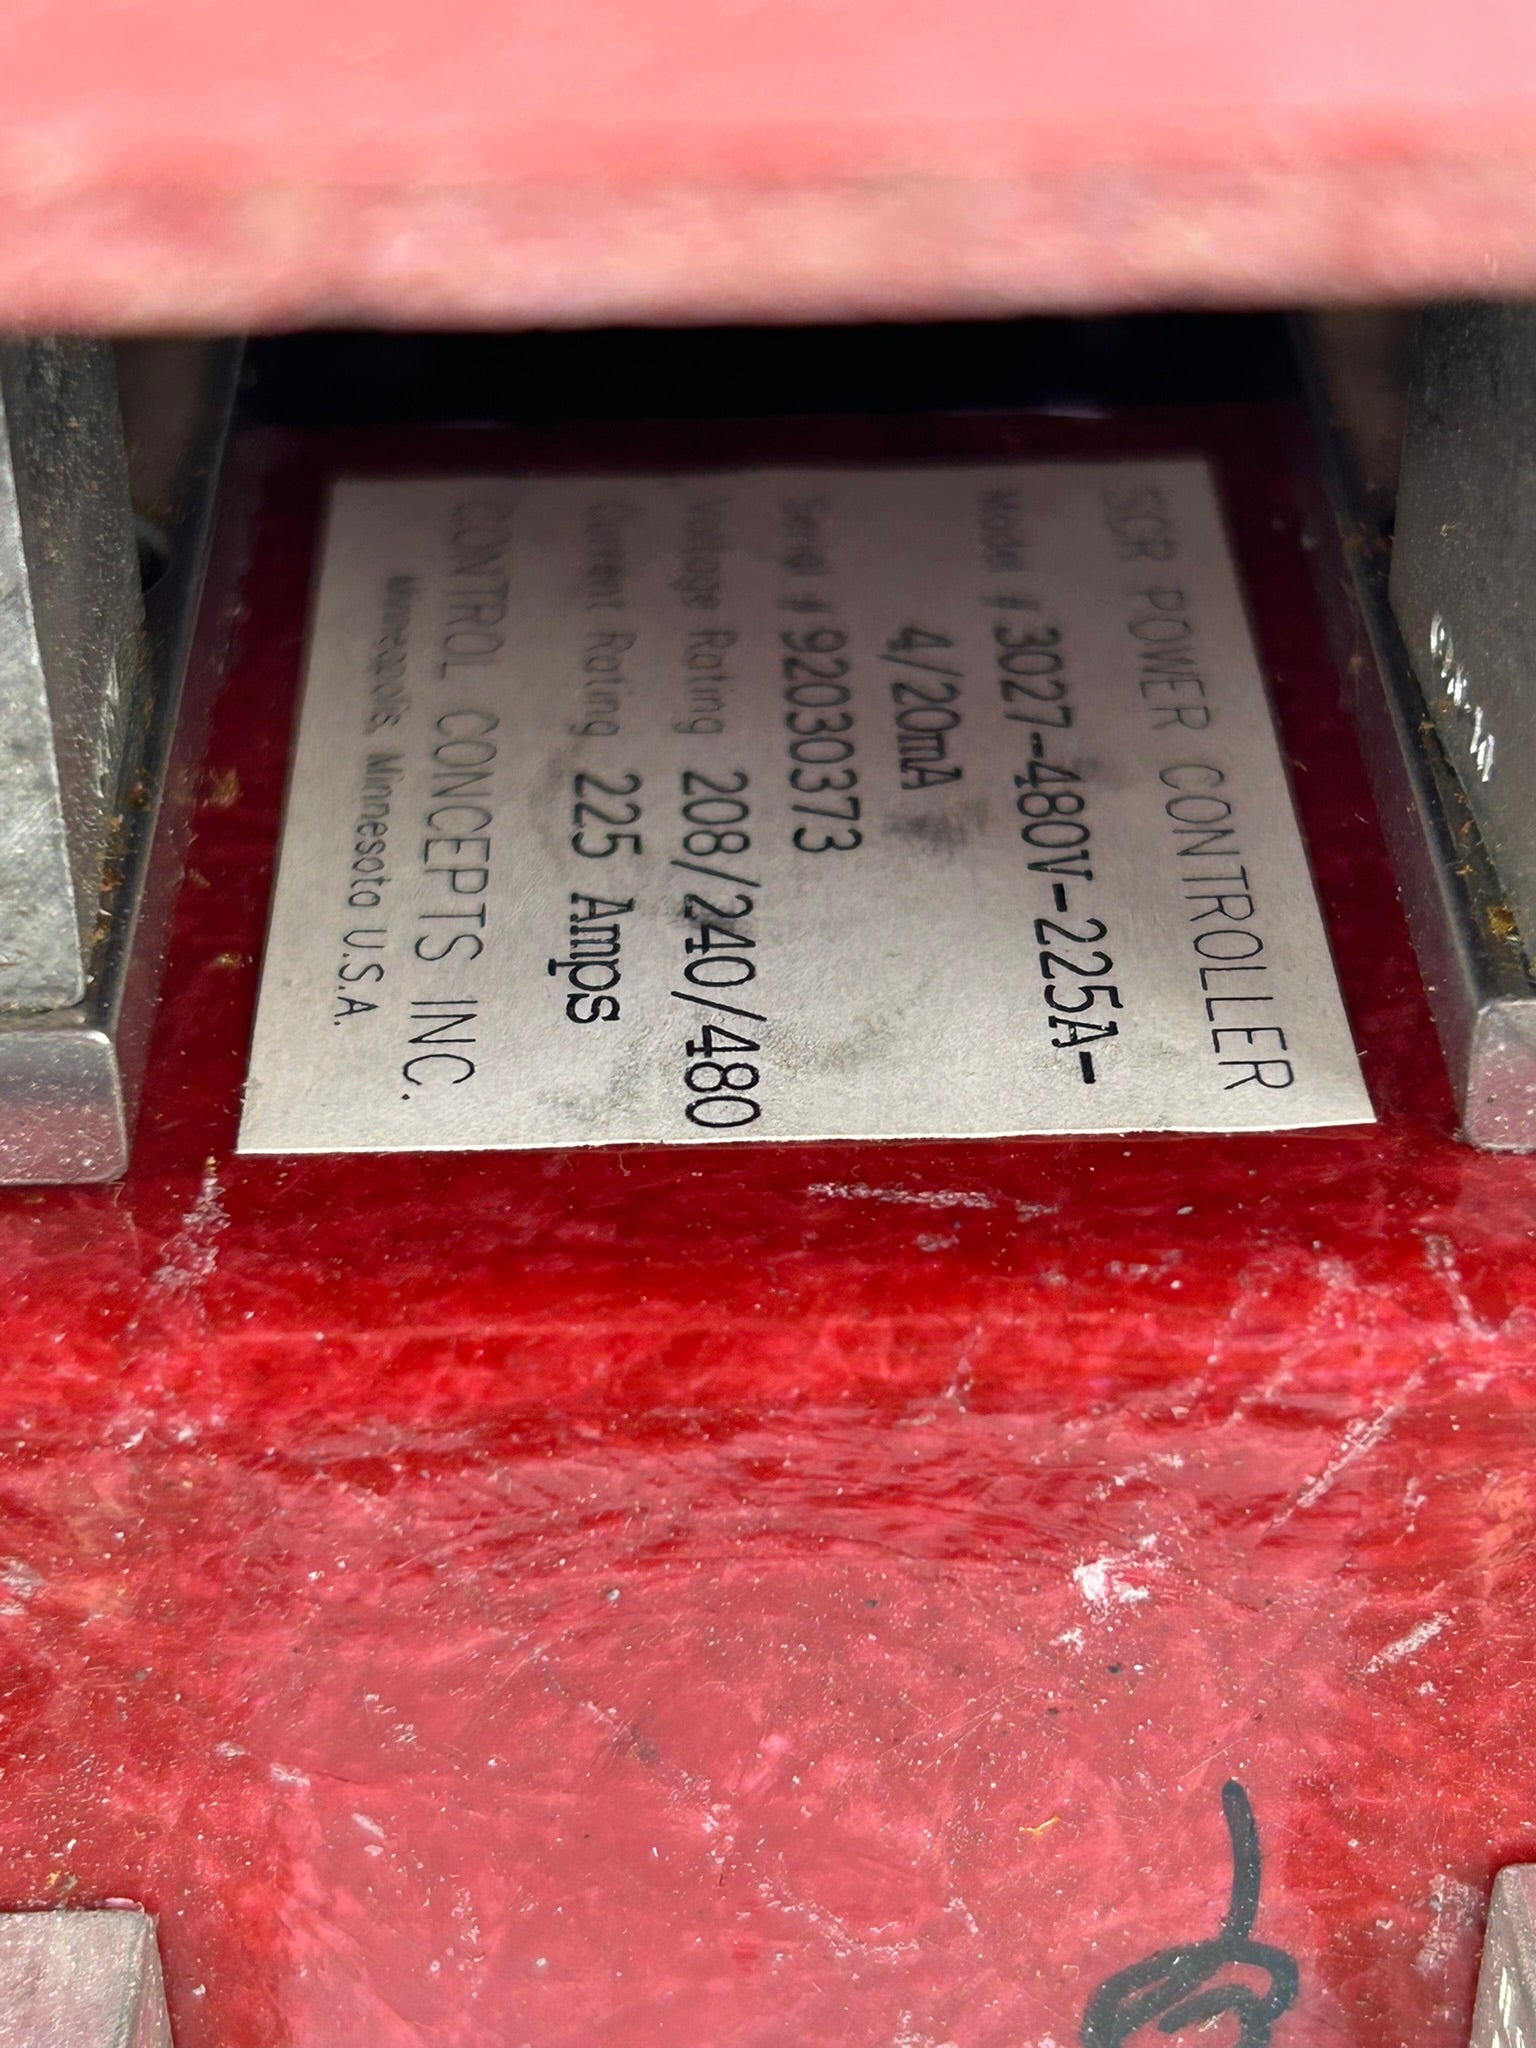 SCR POWER CONTROLLER
Model # 3027-480V-225A-
4/20mA
Serial # 92030373
Voltage Rating 208/240/480
Current Rating 225 Amps
CONTROL CONCEPTS INC.
Minneapolis, Minnesota U.S.A.